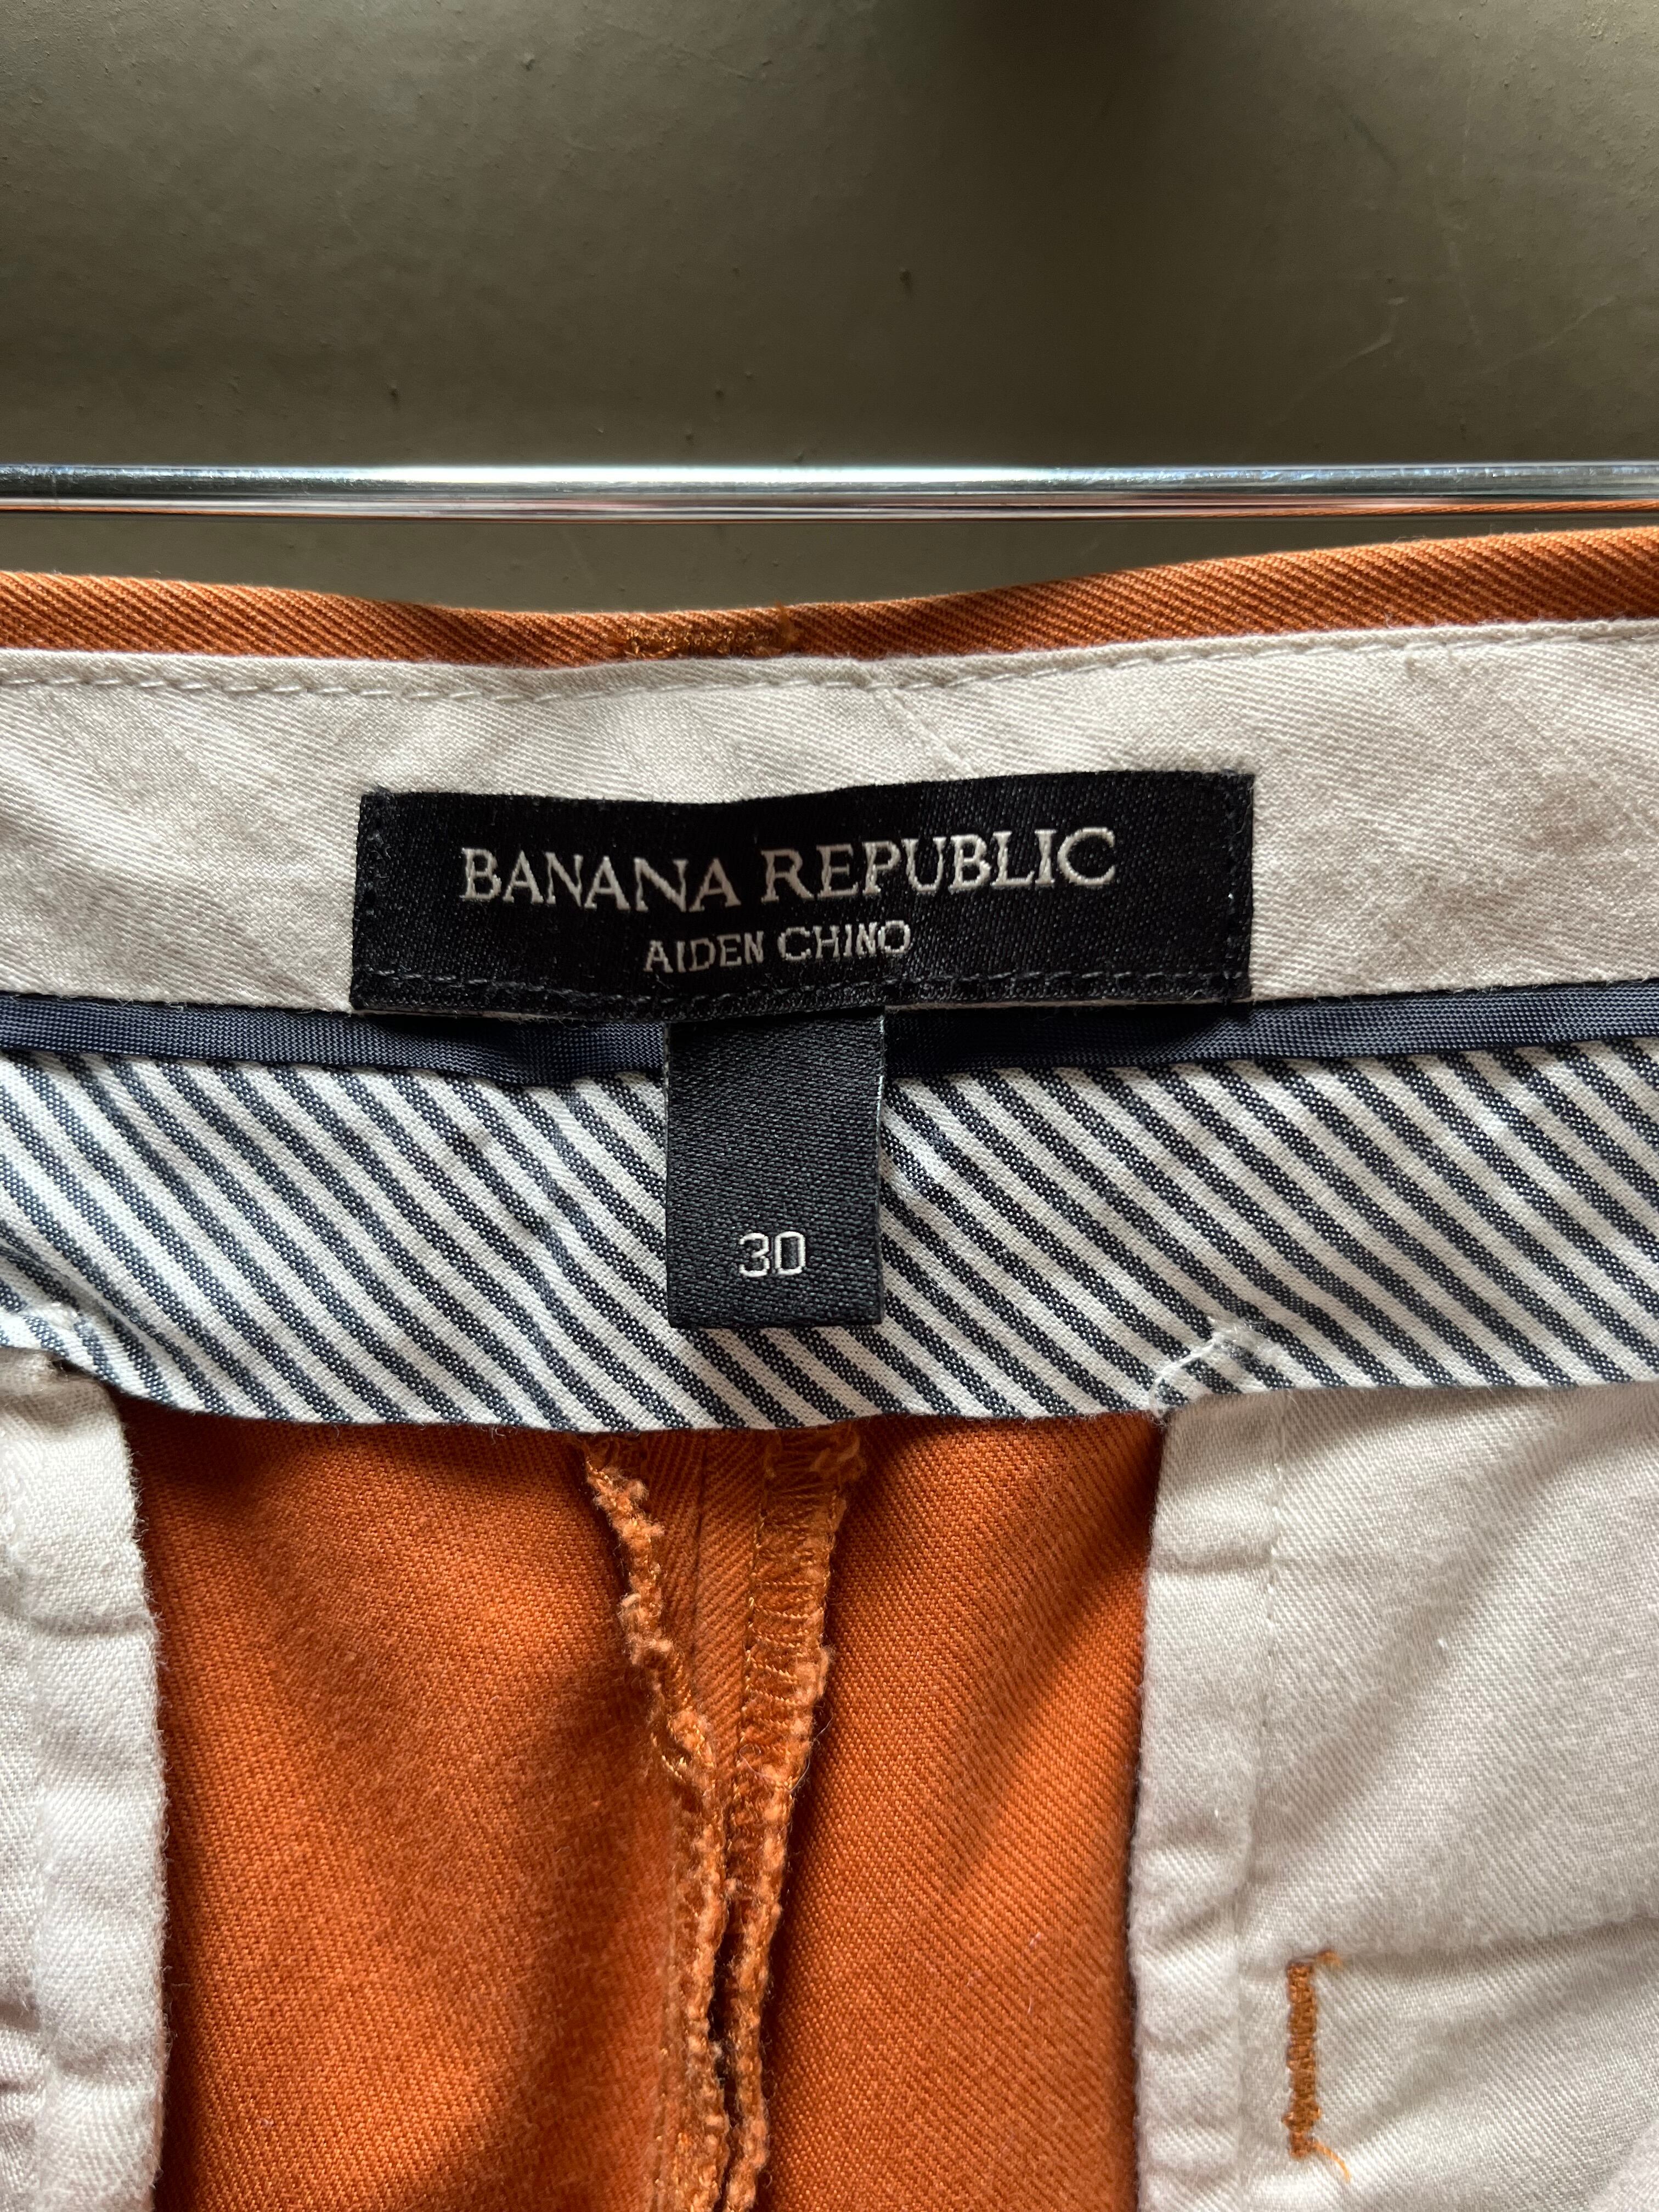 BANANA REPUBLIC
AIDEN CHINO
30